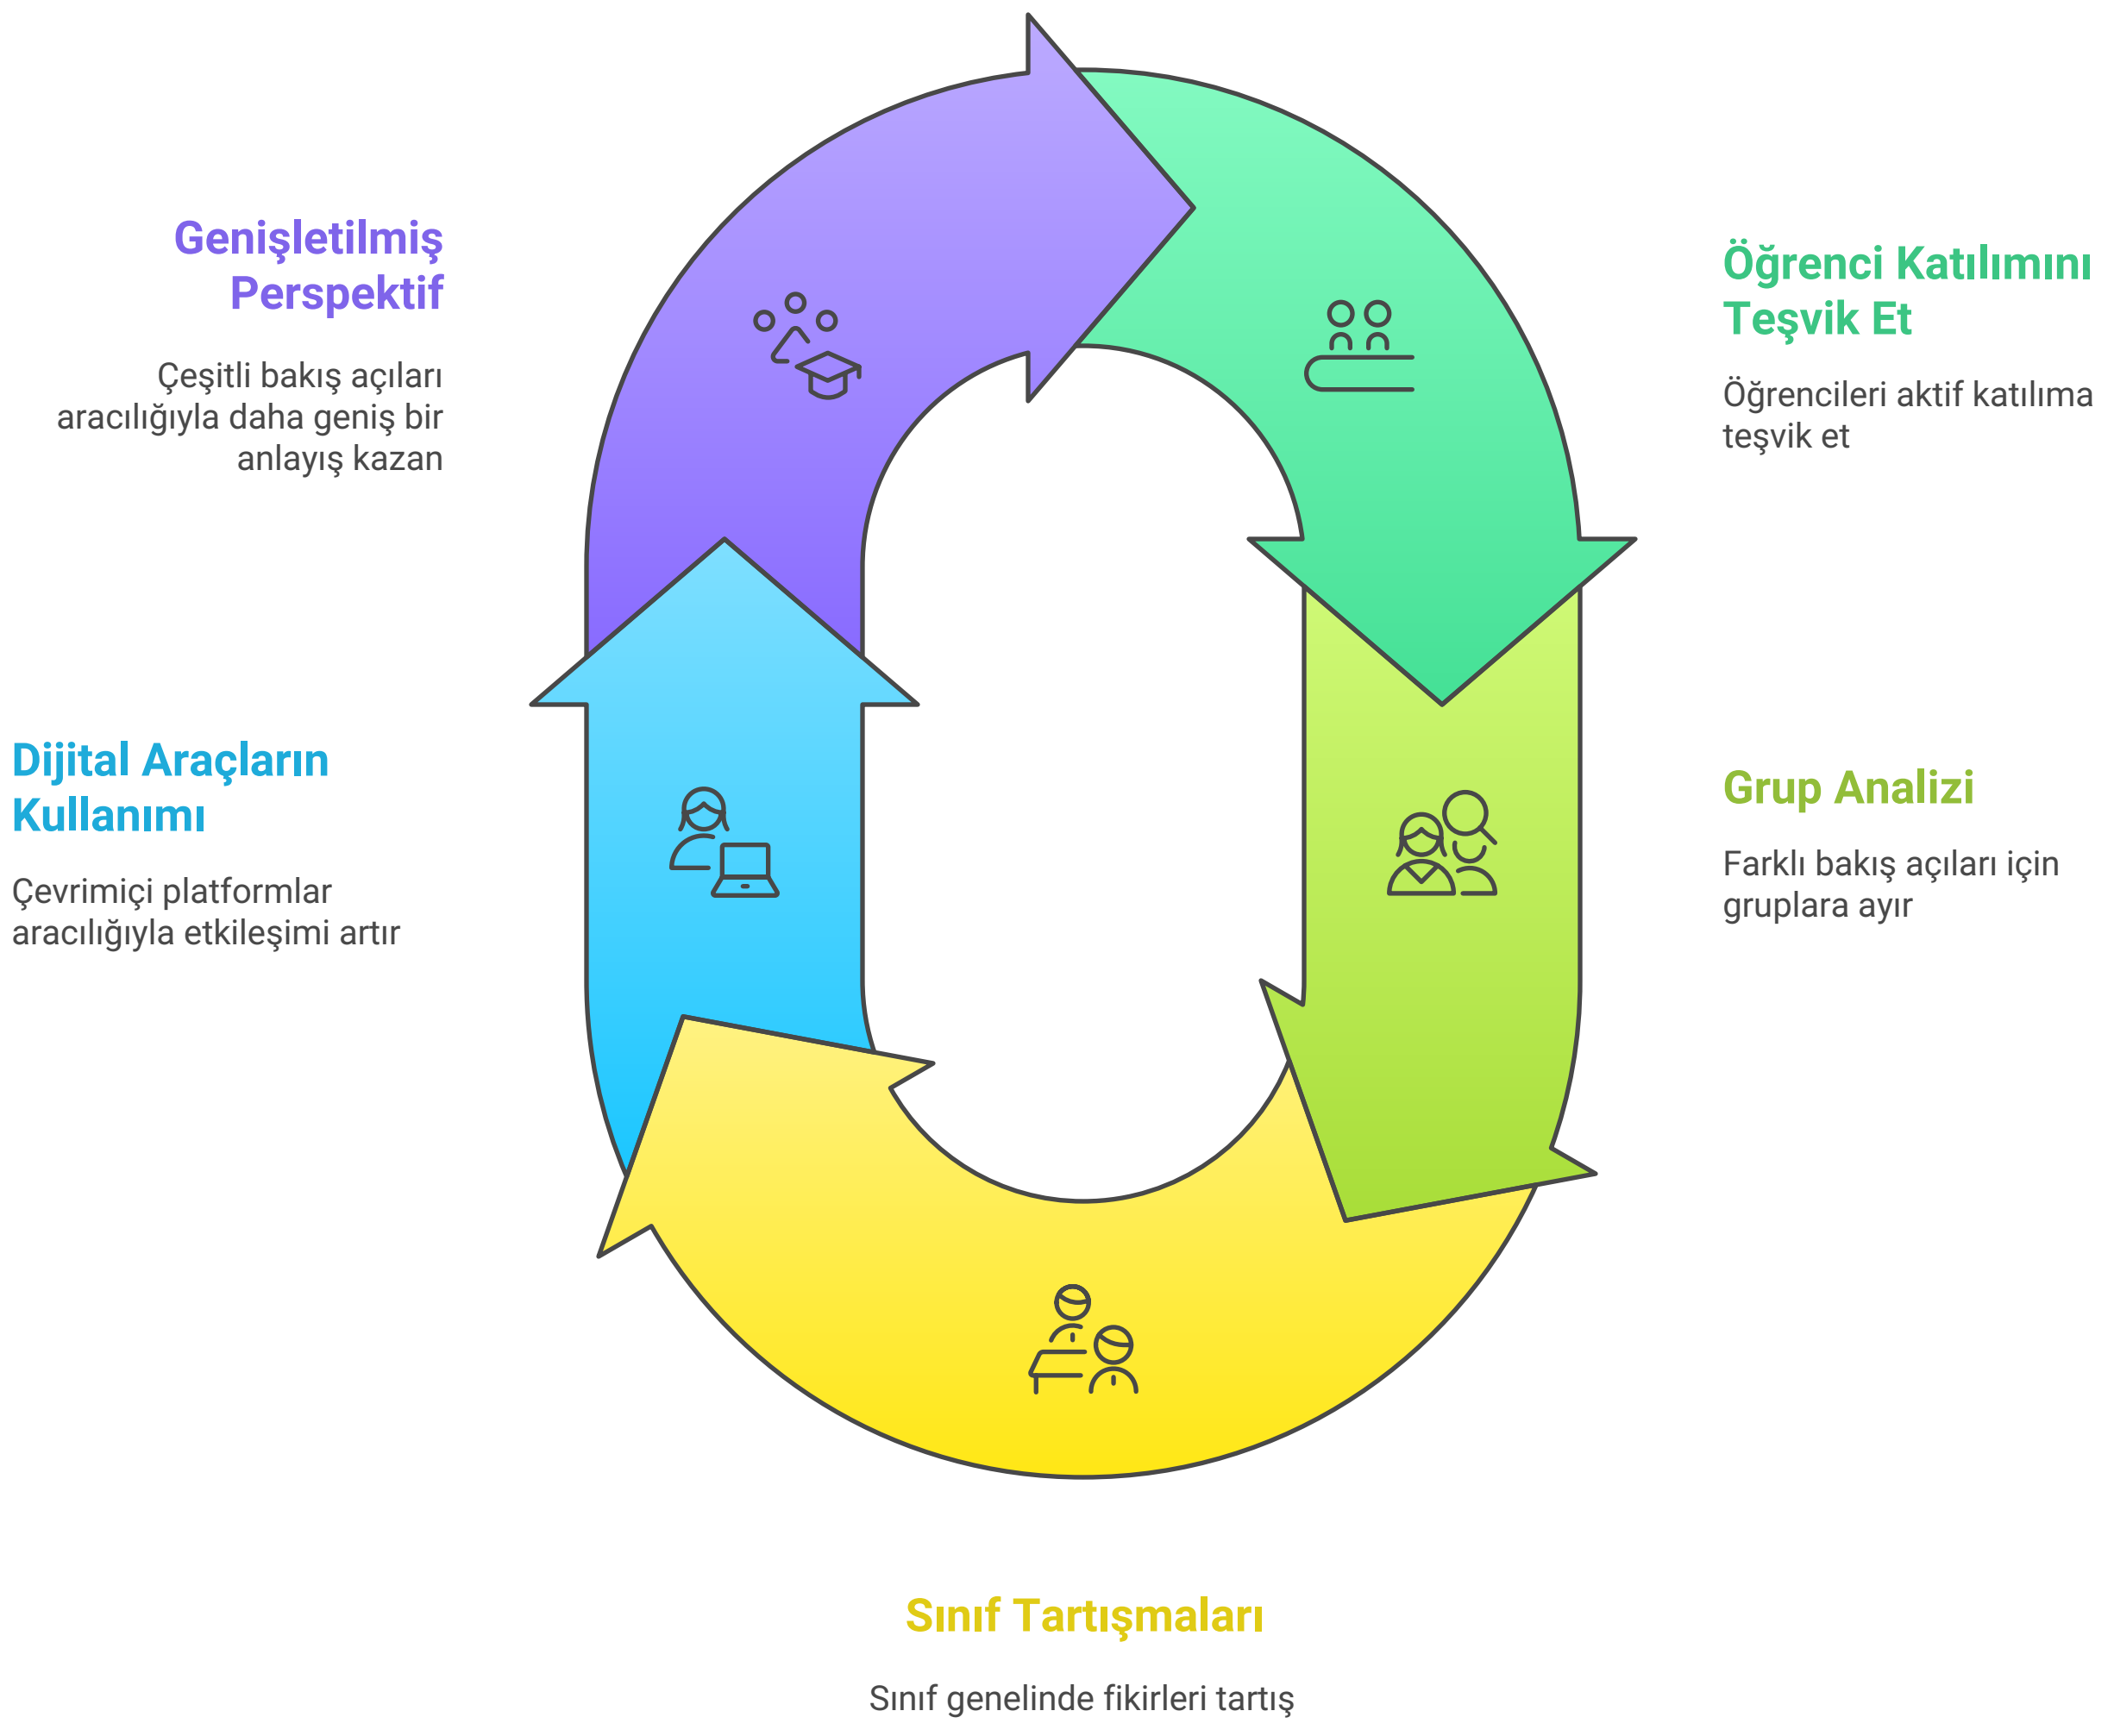 Genişletilmiş
Perspektif
Çeşitli bakış açıları
aracılığıyla daha geniş bir
anlayış kazan
Öğrenci Katılımını
Teşvik Et
Öğrencileri aktif katılıma
teşvik et
Dijital Araçların
Kullanımı
Çevrimiçi platformlar
aracılığıyla etkileşimi artır
Grup Analizi
Farklı bakış açıları için
gruplara ayır
Sınıf Tartışmaları
Sınıf genelinde fikirleri tartış